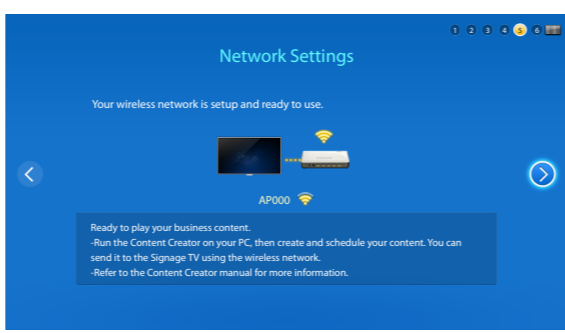 1 2 3 4 5 6
Network Settings
Your wireless network is setup and ready to use.
AP000
Ready to play your business content.
-Run the Content Creator on your PC, then create and schedule your content. You can
send it to the Signage TV using the wireless network.
-Refer to the Content Creator manual for more information.